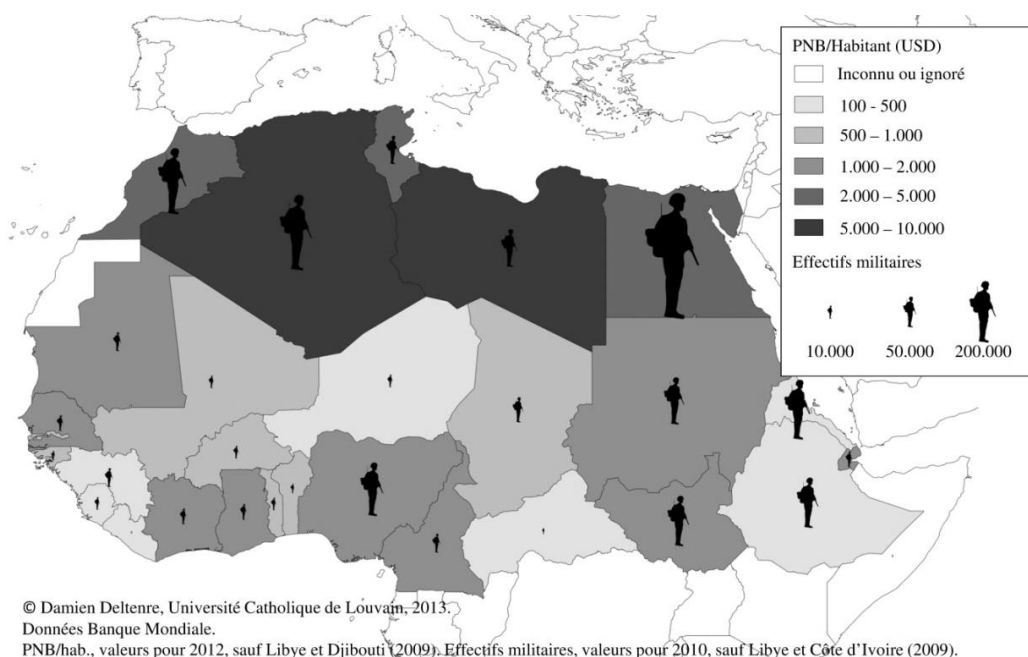 PNB/Habitant (USD)
Inconnu ou ignoré
100 - 500
500 – 1.000
1.000 – 2.000
2.000 – 5.000
5.000 – 10.000
Effectifs militaires
10.000 50.000 200.000
© Damien Deltenre, Université Catholique de Louvain, 2013.
Données Banque Mondiale.
PNB/hab., valeurs pour 2012, sauf Libye et Djibouti (2009). Effectifs militaires, valeurs pour 2010, sauf Libye et Côte d'Ivoire (2009).